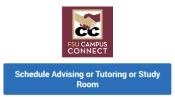 CC
FSU CAMPUS
CONNECT
Schedule Advising or Tutoring or Study
Room